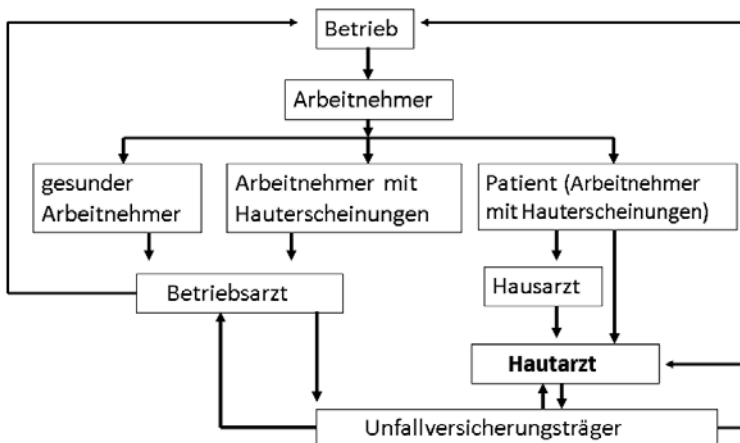 Betrieb
Arbeitnehmer
gesunder
Arbeitnehmer
Arbeitnehmer mit
Hauterscheinungen
Patient (Arbeitnehmer
mit Hauterscheinungen)
Betriebsarzt
Hausarzt
Hautarzt
Unfallversicherungsträger